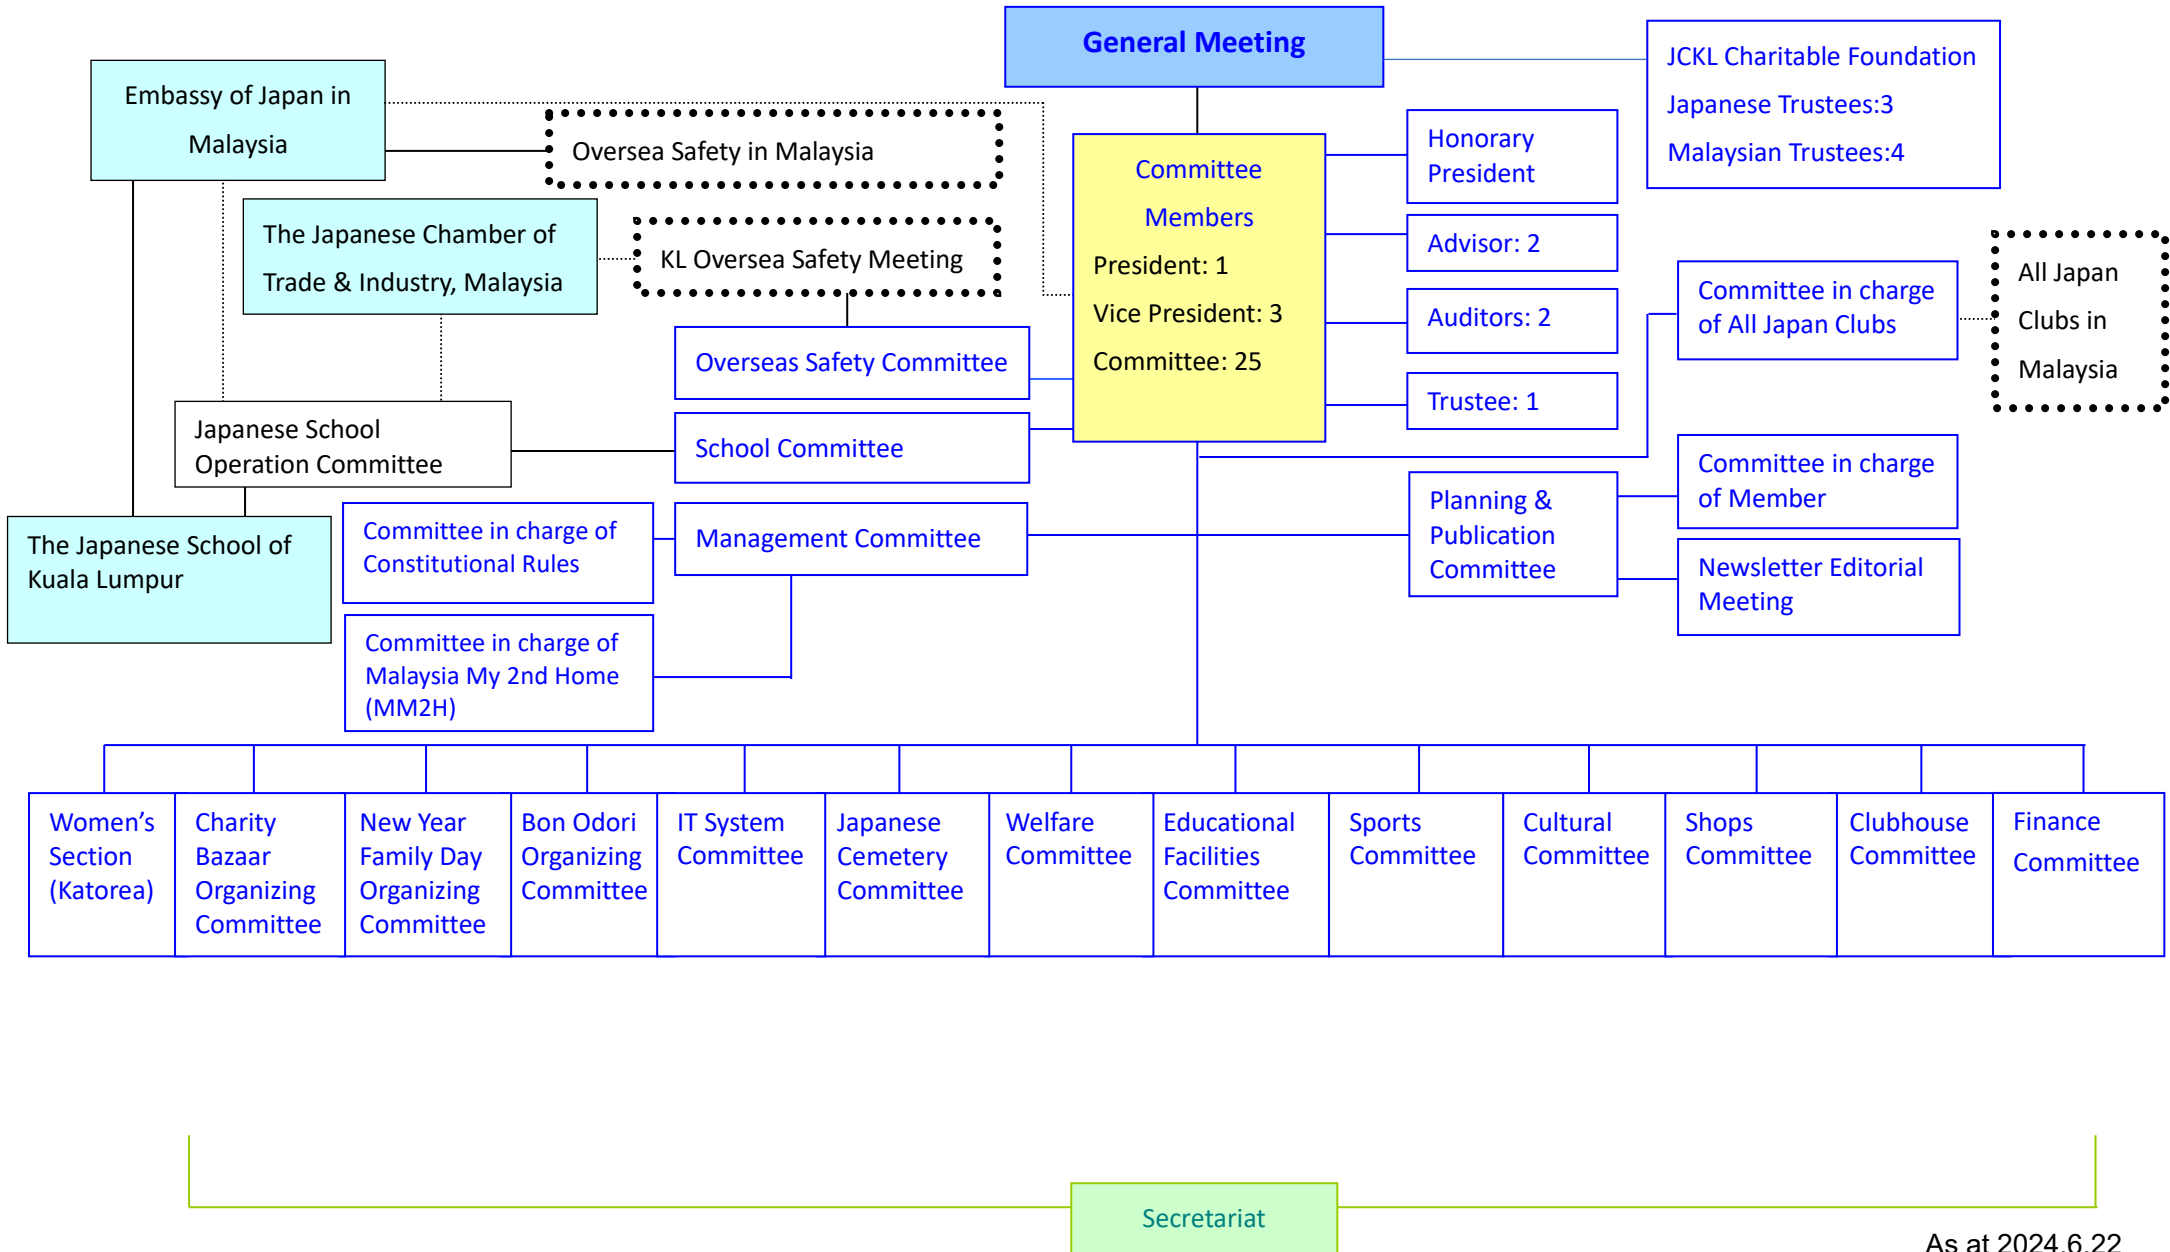 General Meeting
JCKL Charitable Foundation
Japanese Trustees:3
Malaysian Trustees:4
Embassy of Japan in
Malaysia
Oversea Safety in Malaysia
Committee
Members
President: 1
Vice President: 3
Committee: 25
Honorary
President
Advisor: 2
Auditors: 2
Trustee: 1
The Japanese Chamber of
Trade & Industry, Malaysia
KL Oversea Safety Meeting
Committee in charge
of All Japan Clubs
All Japan
Clubs in
Malaysia
Overseas Safety Committee
Japanese School
Operation Committee
School Committee
Committee in charge
of Member
Planning &
Publication
Committee
The Japanese School of
Kuala Lumpur
Committee in charge of
Constitutional Rules
Management Committee
Newsletter Editorial
Meeting
Committee in charge of
Malaysia My 2nd Home
(MM2H)
Women’s
Section
(Katorea)
Charity
Bazaar
Organizing
Committee
New Year
Family Day
Organizing
Committee
Bon Odori
Organizing
Committee
IT System
Committee
Japanese
Cemetery
Committee
Welfare
Committee
Educational
Facilities
Committee
Sports
Committee
Cultural
Committee
Shops
Committee
Clubhouse
Committee
Finance
Committee
Secretariat
As at 2024.6.22